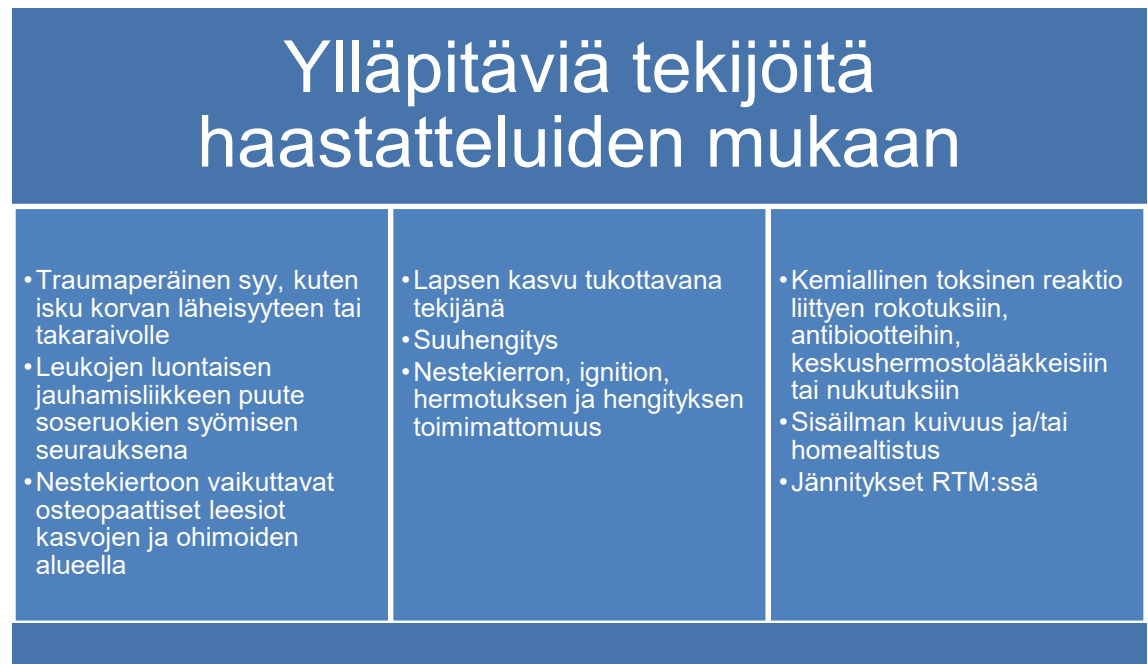 Ylläpitäviä tekijöitä
haastatteluiden mukaan
•Traumaperäinen syy, kuten
isku korvan läheisyyteen tai
takaraivolle
•Leukojen luontaisen
jauhamisliikkeen puute
soseruokien syömisen
seurauksena
•Nestekiertoon vaikuttavat
osteopaattiset leesiot
kasvojen ja ohimoiden
alueella
•Lapsen kasvu tukottavana
tekijänä
•Suuhengitys
•Nestekierron, ignition,
hermotuksen ja hengityksen
toimimattomuus
•Kemiallinen toksinen reaktio
liittyen rokotuksiin,
antibiootteihin,
keskushermostolääkkeisiin
tai nukutuksiin
•Sisäilman kuivuus ja/tai
homealtistus
•Jännitykset RTM:ssä